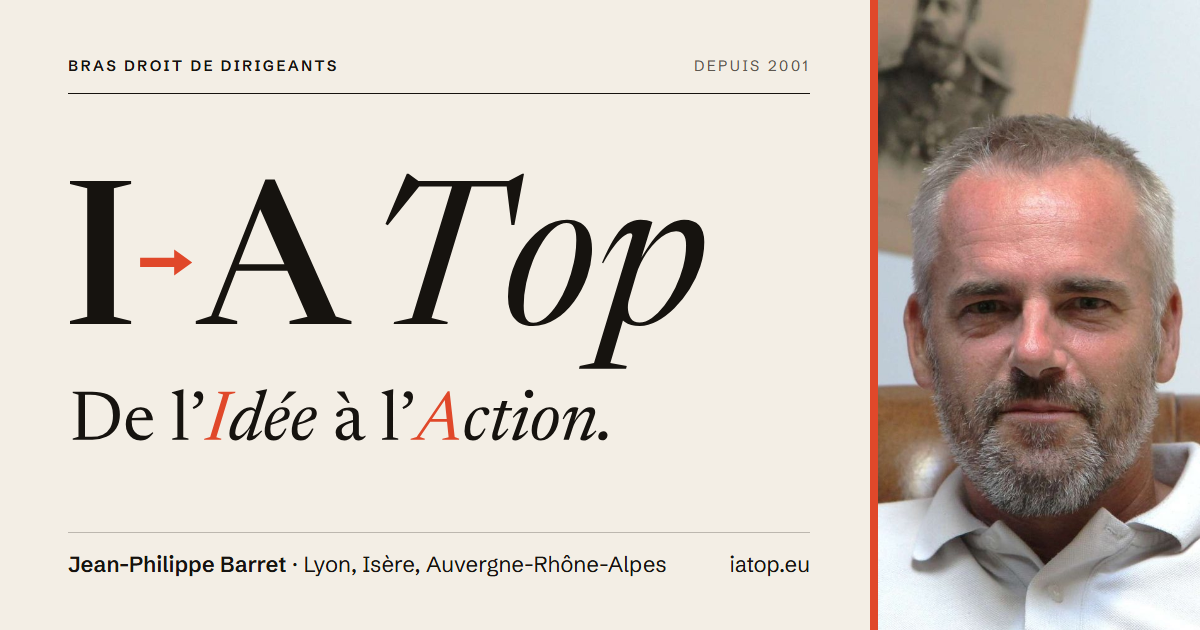 BRAS DROIT DE DIRIGEANTS
DEPUIS 2001
I→A Top
De l’Idée à l’Action.
Jean-Philippe Barret · Lyon, Isère, Auvergne-Rhône-Alpes
iatop.eu